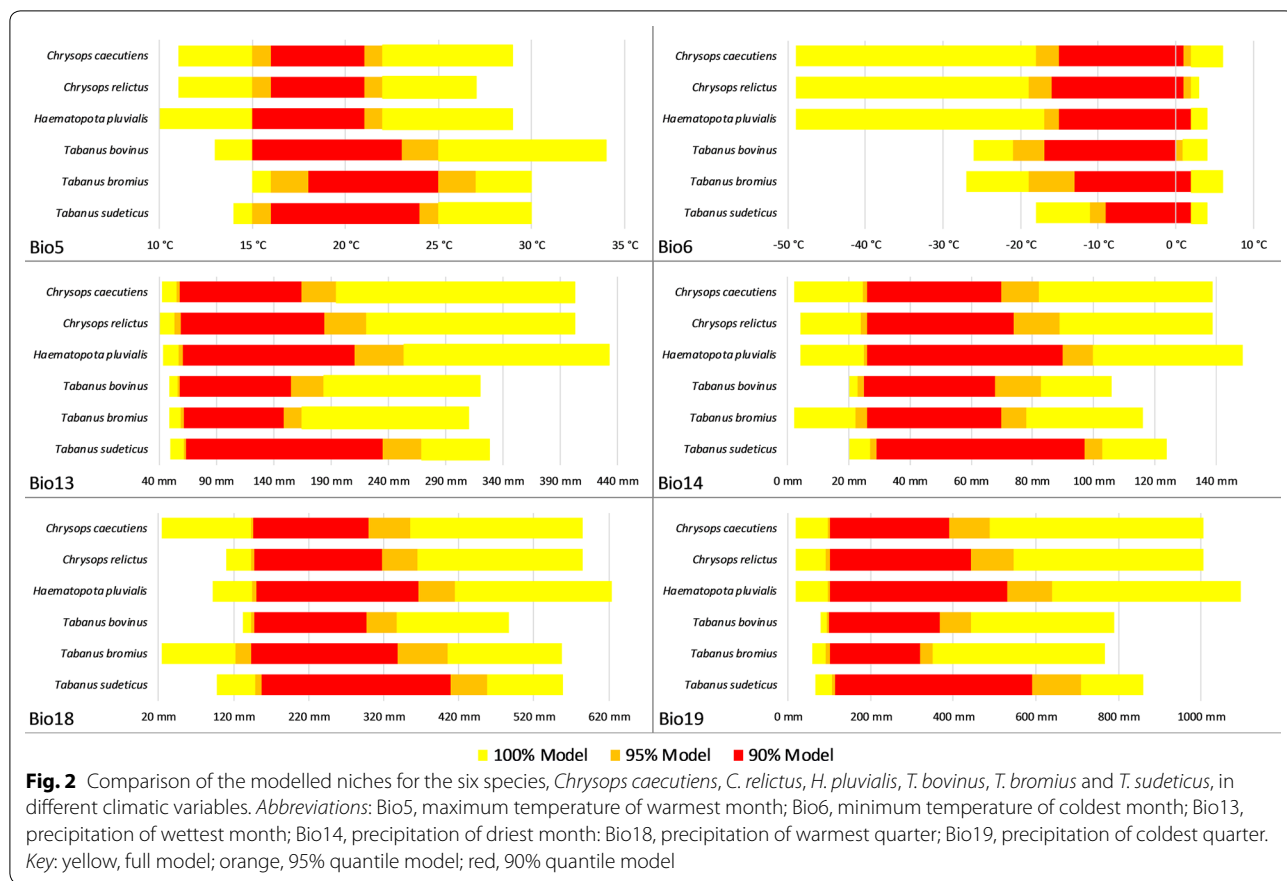 Chrysops caecutiens
Chrysops relictus
Haematopota pluvialis
Tabanus bovinus
Tabanus bromius
Tabanus sudeticus
Bio5
10 °C 15 °C 20 °C 25 °C 30 °C 35 °C
Chrysops caecutiens
Chrysops relictus
Haematopota pluvialis
Tabanus bovinus
Tabanus bromius
Tabanus sudeticus
Bio6
-50 °C -40 °C -30 °C -20 °C -10 °C 0 °C 10 °C
Chrysops caecutiens
Chrysops relictus
Haematopota pluvialis
Tabanus bovinus
Tabanus bromius
Tabanus sudeticus
Bio13
40 mm 90 mm 140 mm 190 mm 240 mm 290 mm 340 mm 390 mm 440 mm
Chrysops caecutiens
Chrysops relictus
Haematopota pluvialis
Tabanus bovinus
Tabanus bromius
Tabanus sudeticus
Bio14
0 mm 20 mm 40 mm 60 mm 80 mm 100 mm 120 mm 140 mm
Chrysops caecutiens
Chrysops relictus
Haematopota pluvialis
Tabanus bovinus
Tabanus bromius
Tabanus sudeticus
Bio18
20 mm 120 mm 220 mm 320 mm 420 mm 520 mm 620 mm
Chrysops caecutiens
Chrysops relictus
Haematopota pluvialis
Tabanus bovinus
Tabanus bromius
Tabanus sudeticus
Bio19
0 mm 200 mm 400 mm 600 mm 800 mm 1000 mm
100% Model 95% Model 90% Model
Fig. 2 Comparison of the modelled niches for the six species, Chrysops caecutiens, C. relictus, H. pluvialis, T. bovinus, T. bromius and T. sudeticus, in
different climatic variables. Abbreviations: Bio5, maximum temperature of warmest month; Bio6, minimum temperature of coldest month; Bio13,
precipitation of wettest month; Bio14, precipitation of driest month: Bio18, precipitation of warmest quarter; Bio19, precipitation of coldest quarter.
Key: yellow, full model; orange, 95% quantile model; red, 90% quantile model